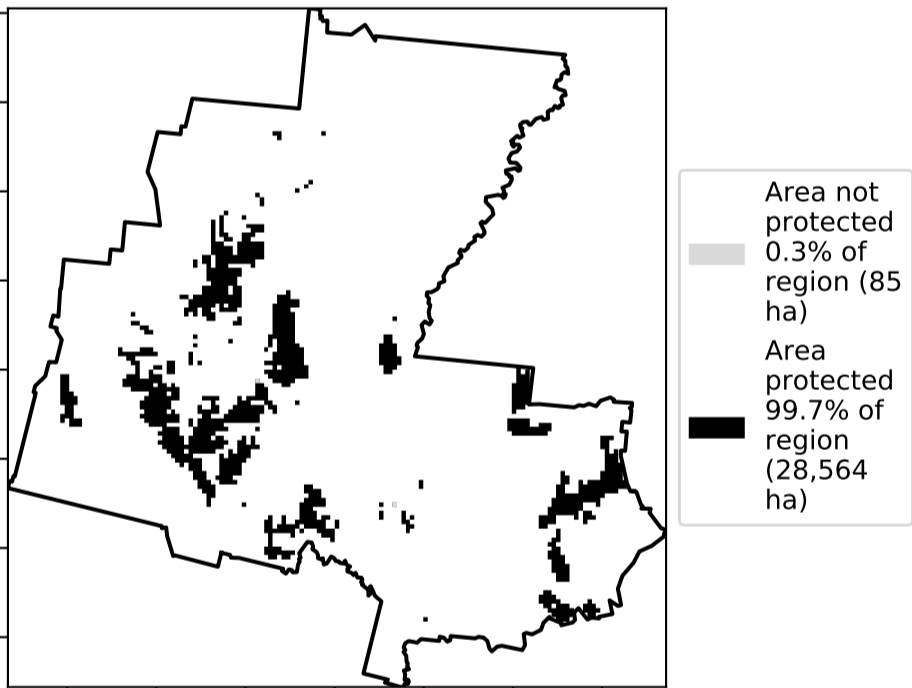 Area not
protected
0.3% of
region (85
ha)
Area
protected
99.7% of
region
(28,564
ha)